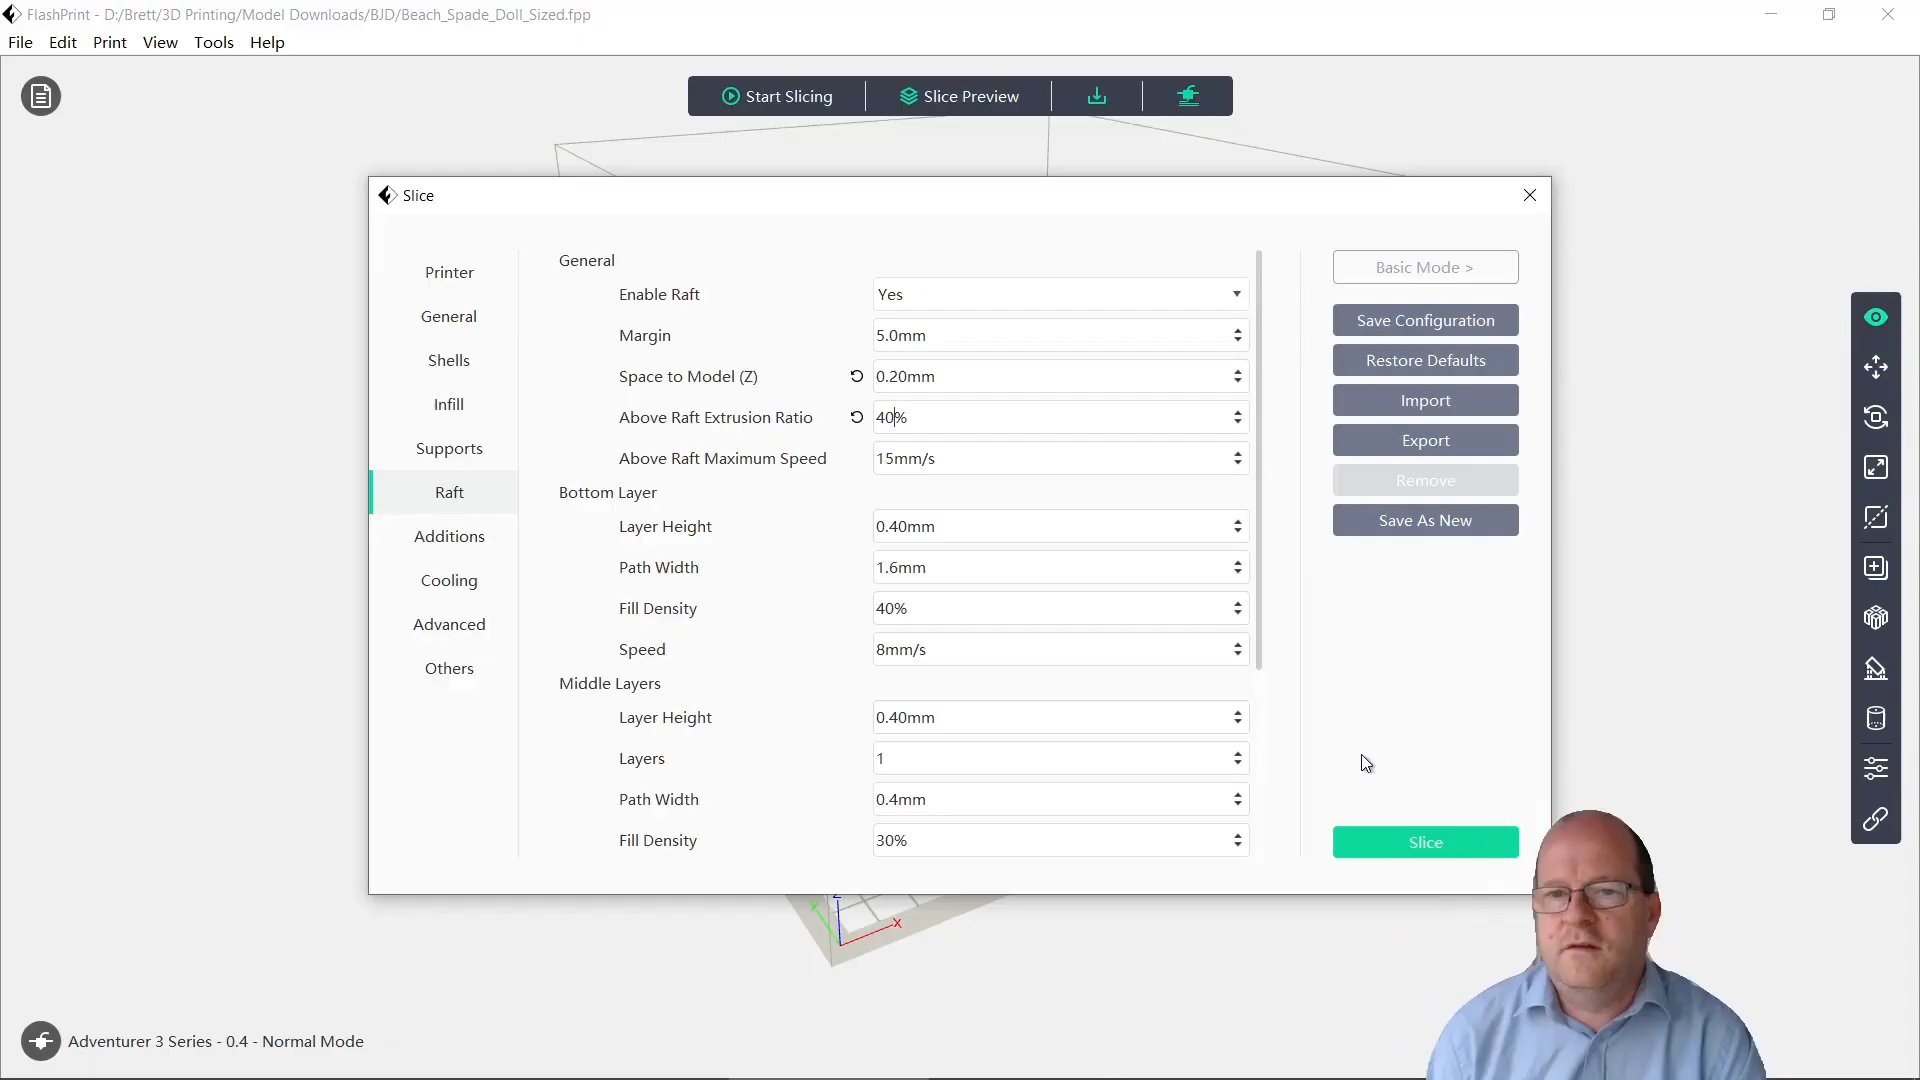 FlashPrint - D:/Brett/3D Printing/Model Downloads/BJD/Beach_Spade_Doll_Sized.fpp
File Edit Print View Tools Help
Start Slicing
Slice Preview
Slice
Printer
General
Shells
Infill
Supports
Raft
Additions
Cooling
Advanced
Others
General
Enable Raft Yes
Margin 5.0mm
Space to Model (Z) 0.20mm
Above Raft Extrusion Ratio 40%
Above Raft Maximum Speed 15mm/s
Bottom Layer
Layer Height 0.40mm
Path Width 1.6mm
Fill Density 40%
Speed 8mm/s
Middle Layers
Layer Height 0.40mm
Layers 1
Path Width 0.4mm
Fill Density 30%
Basic Mode >
Save Configuration
Restore Defaults
Import
Export
Remove
Save As New
Slice
Z
Y
X
Adventurer 3 Series - 0.4 - Normal Mode